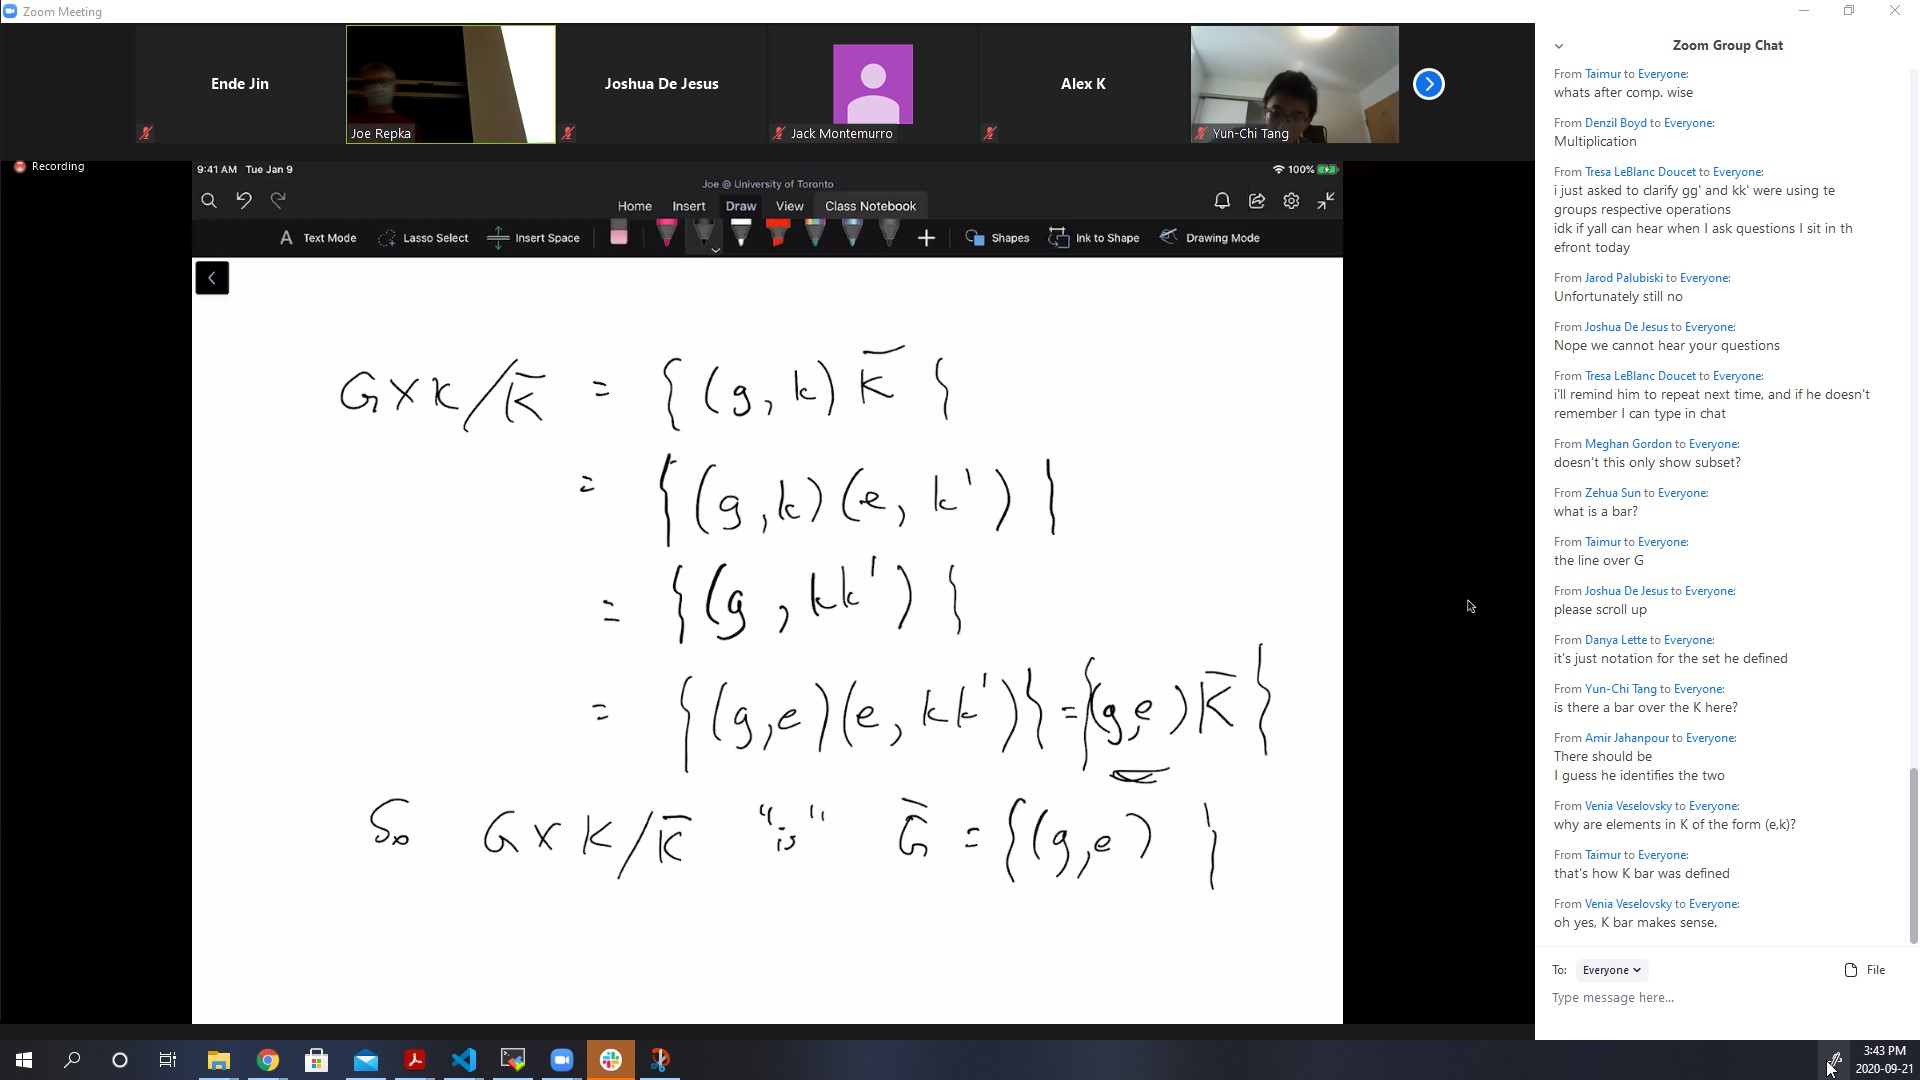 Zoom Meeting
Ende Jin
Joe Repka
Joshua De Jesus
Jack Montemurro
Alex K
Yun-Chi Tang
Recording
9:41 AM Tue Jan 9
100%
Joe @ University of Toronto
Home Insert Draw View Class Notebook
Text Mode Lasso Select Insert Space Shapes Ink to Shape Drawing Mode
G×K/K̄ = {(g, k) K̄}
= {(g,k)(e, k')}
= {(g, kk')}
= {(g,e)(e, kk')} = {(g,e)K̄}
So G×K/K̄ "is" Ḡ = {(g,e)}
Zoom Group Chat
From Taimur to Everyone:
whats after comp. wise
From Denzil Boyd to Everyone:
Multiplication
From Tresa LeBlanc Doucet to Everyone:
i just asked to clarify gg' and kk' were using te
groups respective operations
idk if yall can hear when I ask questions I sit in th
efront today
From Jarod Palubiski to Everyone:
Unfortunately still no
From Joshua De Jesus to Everyone:
Nope we cannot hear your questions
From Tresa LeBlanc Doucet to Everyone:
i'll remind him to repeat next time, and if he doesn't
remember I can type in chat
From Meghan Gordon to Everyone:
doesn't this only show subset?
From Zehua Sun to Everyone:
what is a bar?
From Taimur to Everyone:
the line over G
From Joshua De Jesus to Everyone:
please scroll up
From Danya Lette to Everyone:
it's just notation for the set he defined
From Yun-Chi Tang to Everyone:
is there a bar over the K here?
From Amir Jahanpour to Everyone:
There should be
I guess he identifies the two
From Venia Veselovsky to Everyone:
why are elements in K of the form (e,k)?
From Taimur to Everyone:
that's how K bar was defined
From Venia Veselovsky to Everyone:
oh yes, K bar makes sense.
To: Everyone File
Type message here...
3:43 PM
2020-09-21